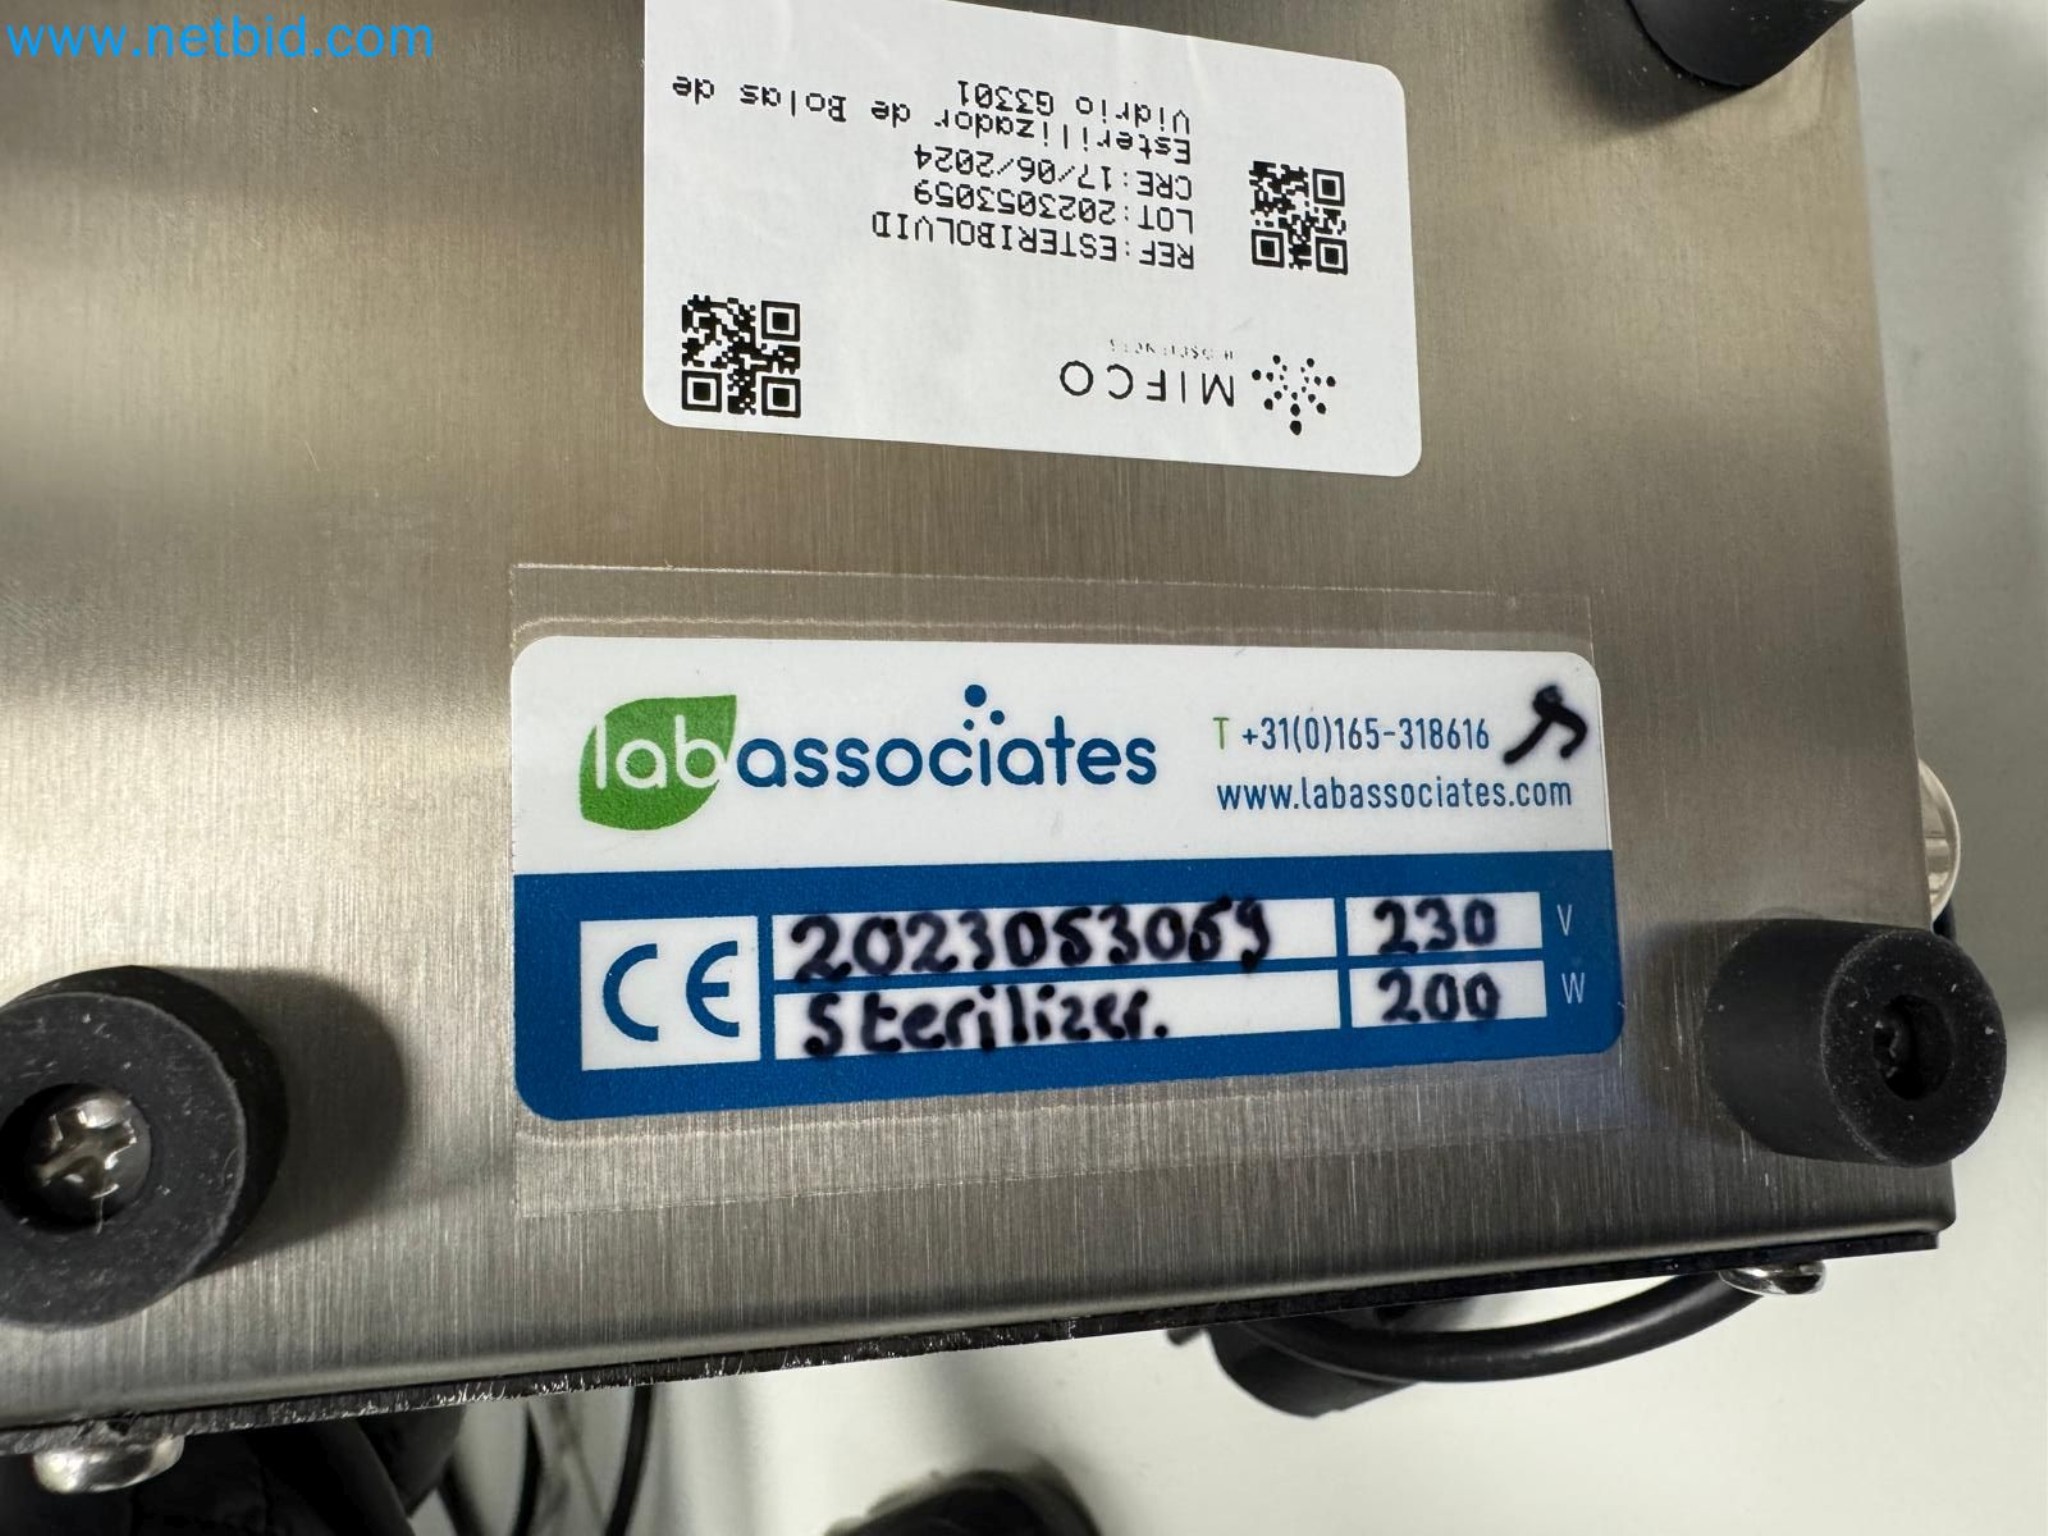 www.netbid.com
MIFCO
BIOSCIENCES
REF:ESTERIBOLVID
LOT:2023053059
CRE:17/06/2024
Esterilizador de Bolas de
Vidrio G3301
labassociates
T +31(0)165-318616
www.labassociates.com
CE
2023053059
230 V
Sterilizer.
200 W